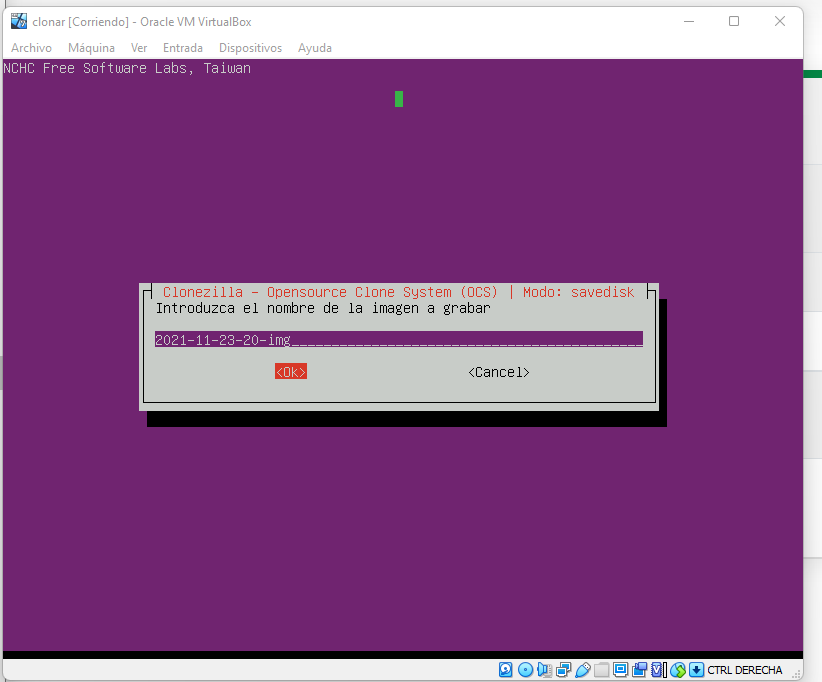 clonar [Corriendo] - Oracle VM VirtualBox
Archivo Máquina Ver Entrada Dispositivos Ayuda
NCHC Free Software Labs, Taiwan
Clonezilla - Opensource Clone System (OCS) | Modo: savedisk
Introduzca el nombre de la imagen a grabar
2021-11-23-20-img
<Ok> <Cancel>
CTRL DERECHA